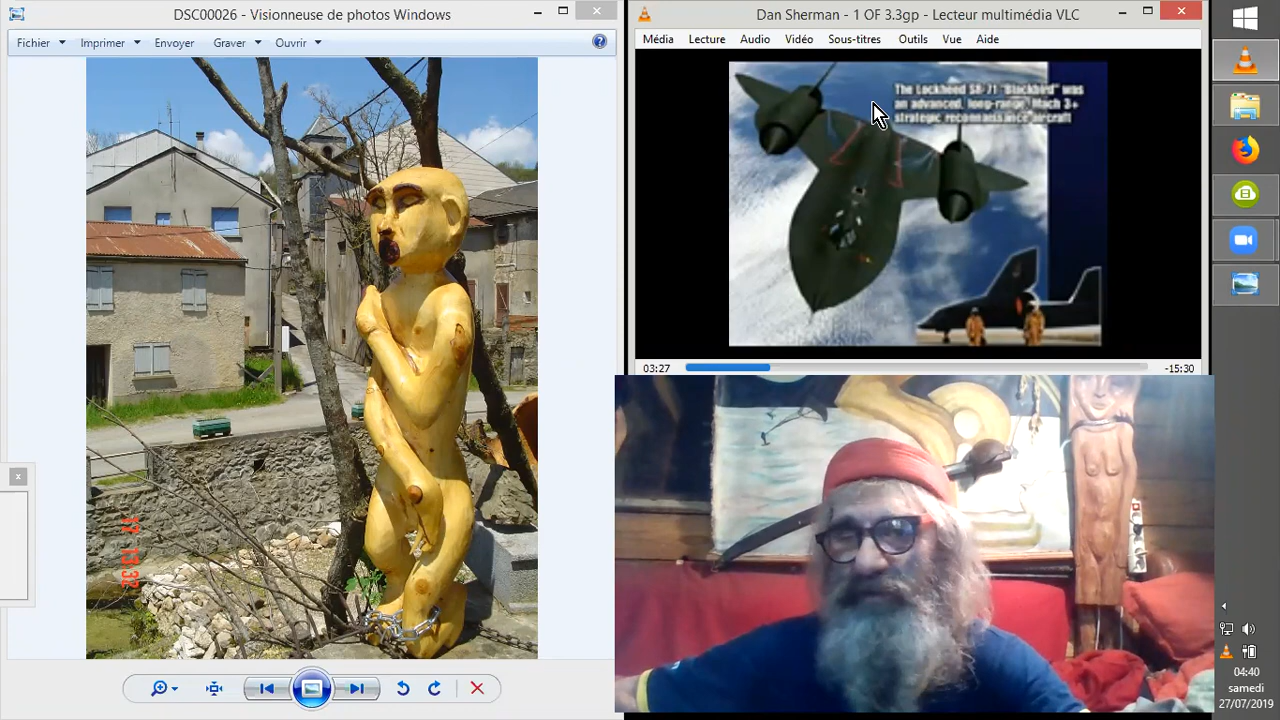 DSC00026 - Visionneuse de photos Windows
Fichier Imprimer Envoyer Graver Ouvrir
Dan Sherman - 1 OF 3.3gp - Lecteur multimédia VLC
Média Lecture Audio Vidéo Sous-titres Outils Vue Aide
The Lockheed SR-71 "Blackbird" was
an advanced, long-range, Mach 3+
strategic reconnaissance aircraft
03:27 -15:30
04:40
samedi
27/07/2019